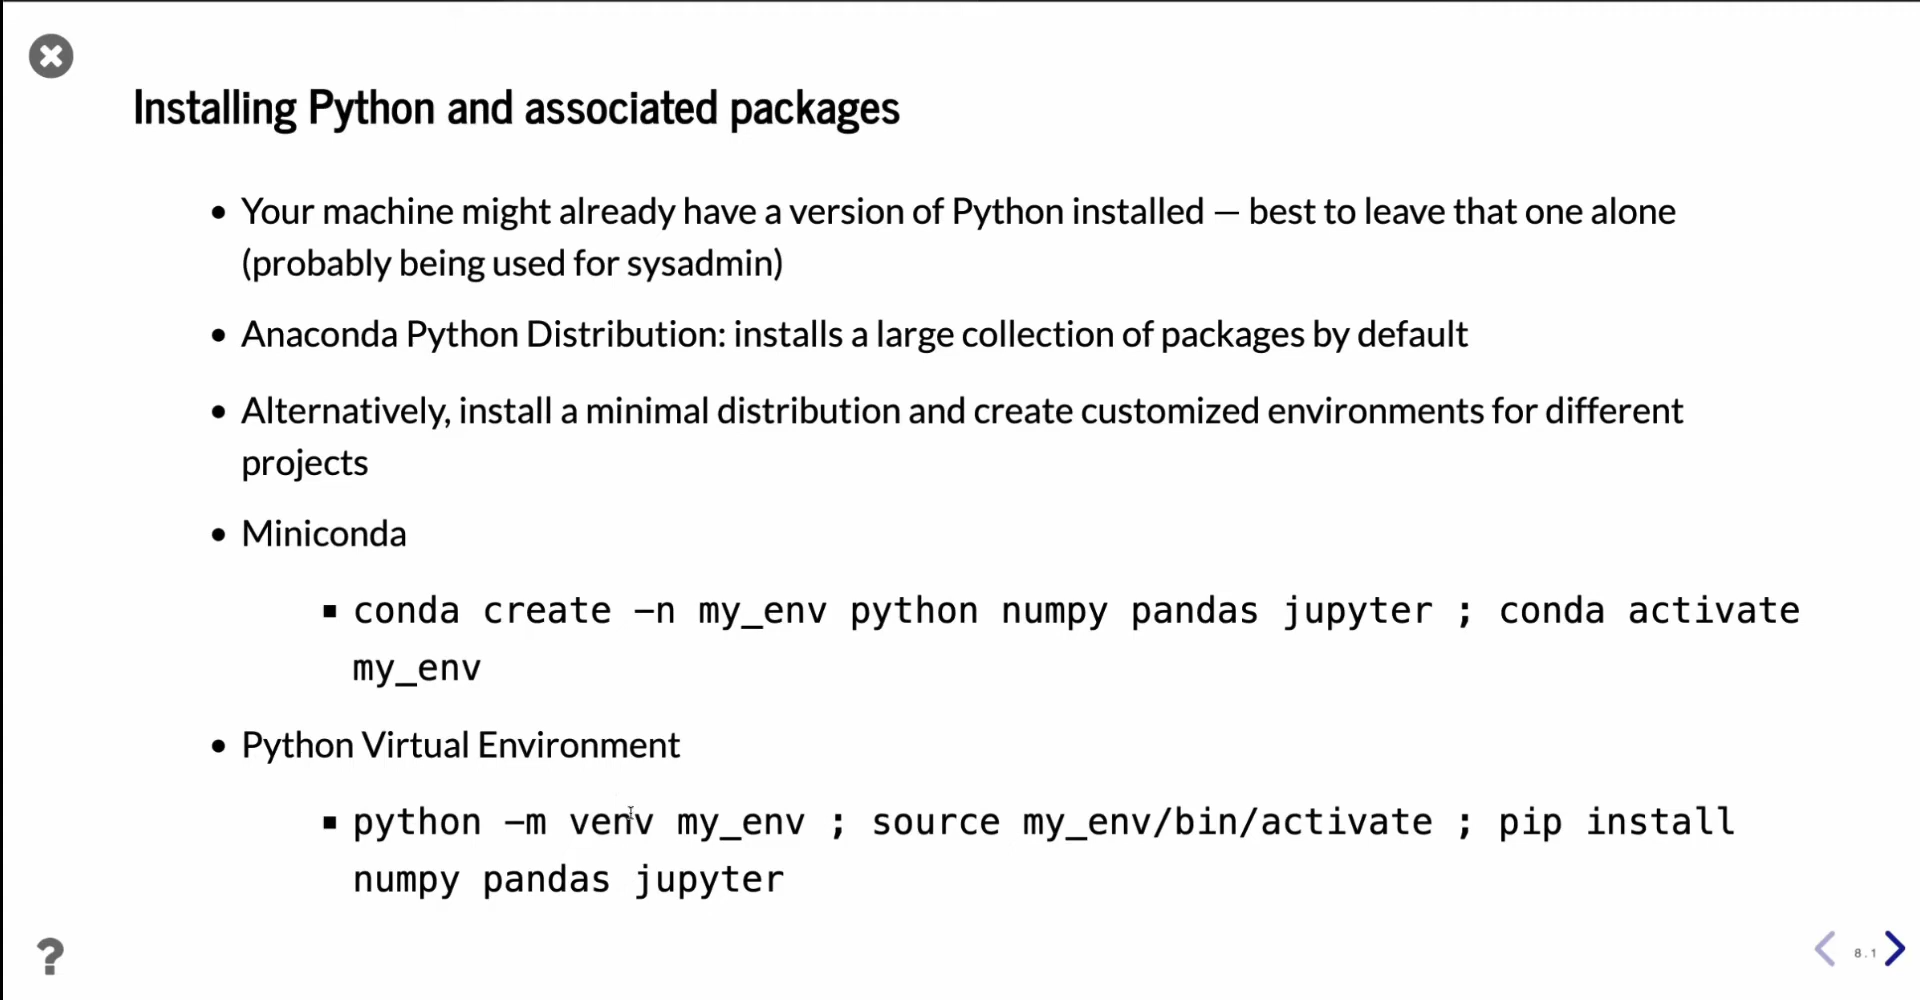 Installing Python and associated packages
• Your machine might already have a version of Python installed — best to leave that one alone
(probably being used for sysadmin)
• Anaconda Python Distribution: installs a large collection of packages by default
• Alternatively, install a minimal distribution and create customized environments for different
projects
• Miniconda
▪ conda create -n my_env python numpy pandas jupyter ; conda activate
my_env
• Python Virtual Environment
▪ python -m venv my_env ; source my_env/bin/activate ; pip install
numpy pandas jupyter
?
8.1